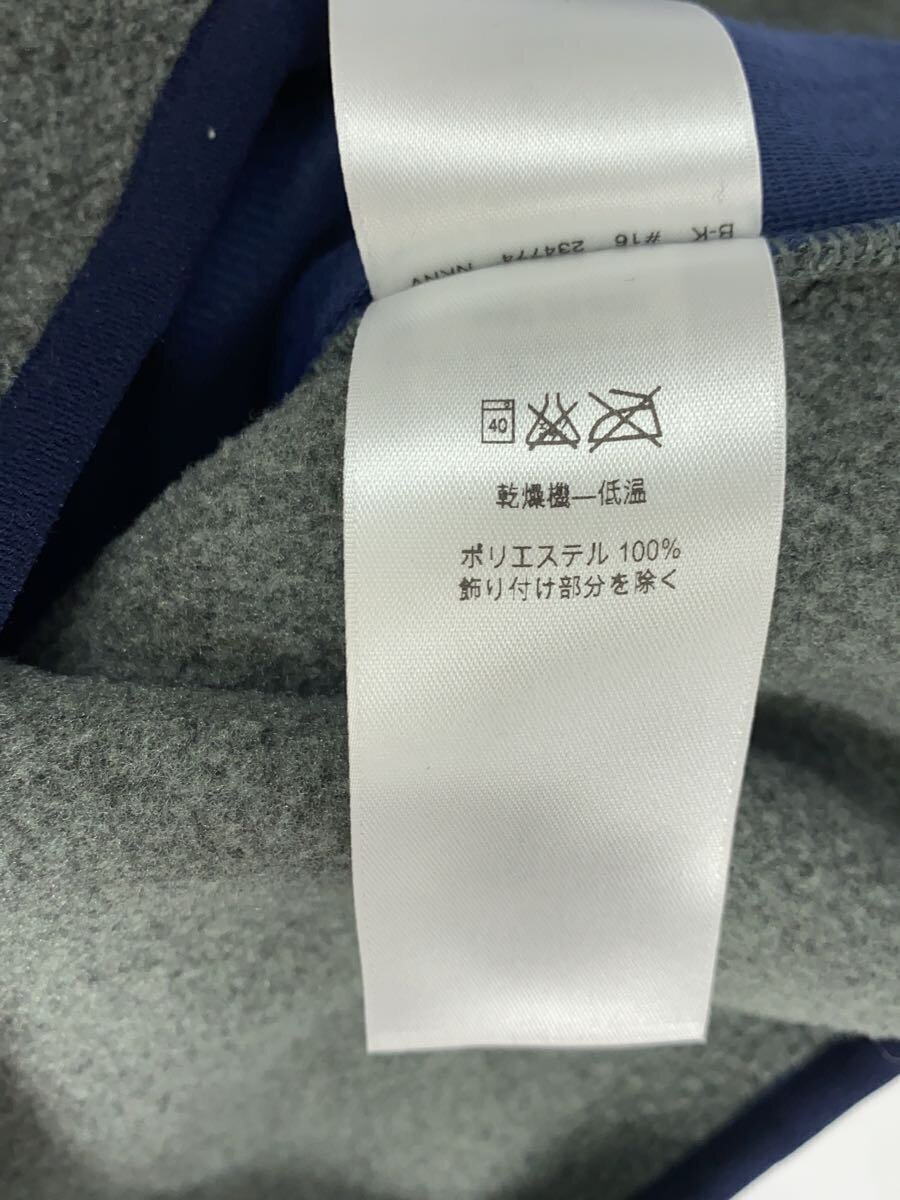 B-K #16 234774 NKNV
40
乾燥機—低温
ポリエステル 100%
飾り付け部分を除く